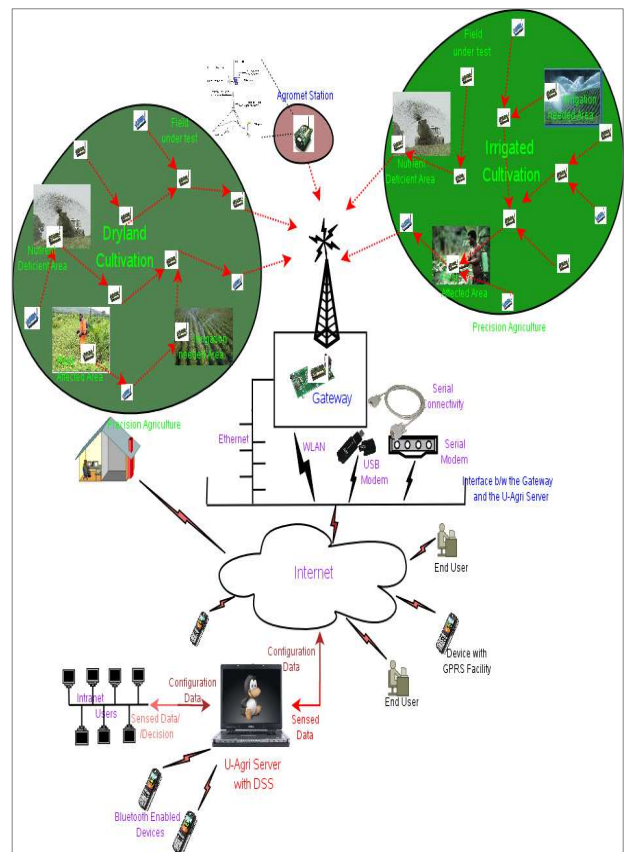 Field
under test
Agromet Station
Field
under test
Irrigation
needed Area
Nutrient
Deficient Area
Irrigated
Cultivation
Dryland
Cultivation
Nutrient
Deficient Area
Affected Area
Precision Agriculture
Irrigation
needed Area
Affected Area
Precision Agriculture
Gateway
Serial
Connectivity
Ethernet
WLAN
USB
Modem
Serial
Modem
Interface b/w the Gateway
and the U-Agri Server
Internet
End User
Device with
GPRS Facility
End User
Configuration
Data
Configuration
Data
Intranet
Users
Sensed Data/
/Decision
Sensed
Data
U-Agri Server
with DSS
Bluetooth Enabled
Devices